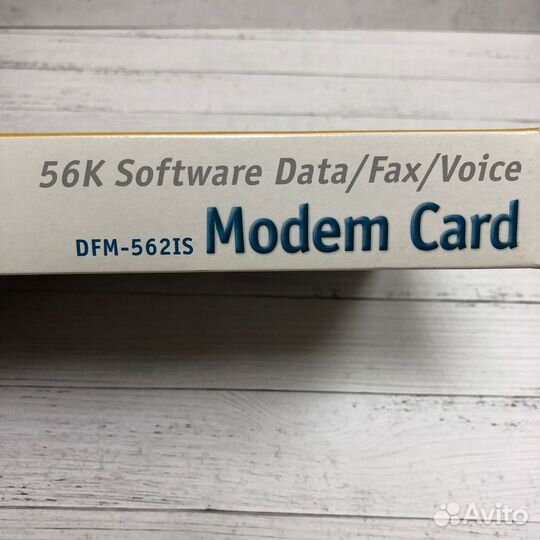 56K Software Data/Fax/Voice
DFM-562IS Modem Card
Avito